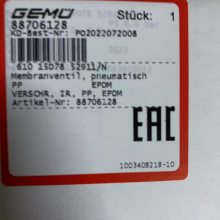 GEMÜ Stück: 1
88706128
KD-Best-Nr: PO2022072008
2022
610 15D78 52911/N
Membranventil, pneumatisch
PP EPDM
VERSCHR, IR, PP, EPDM
Artikel-Nr: 88706128
EAC
1003408218-10